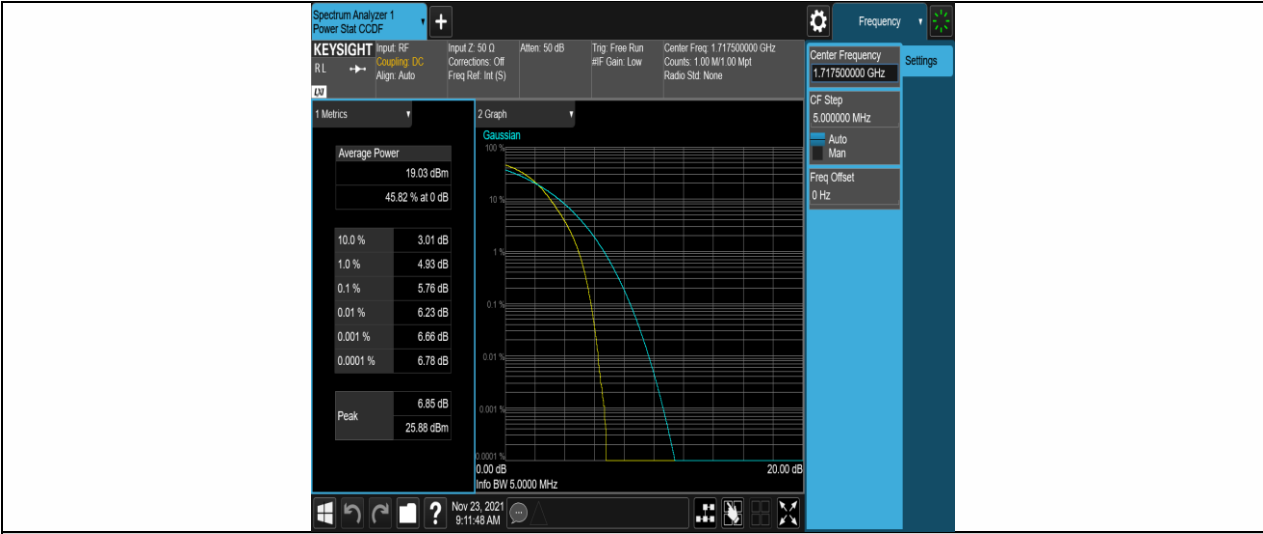 Spectrum Analyzer 1
Power Stat CCDF
+
Frequency
KEYSIGHT
RL
LXI
Input: RF
Coupling: DC
Align: Auto
Input Z: 50 Ω
Corrections: Off
Freq Ref: Int (S)
Atten: 50 dB
Trig: Free Run
#IF Gain: Low
Center Freq: 1.717500000 GHz
Counts: 1.00 M/1.00 Mpt
Radio Std: None
Center Frequency
1.717500000 GHz
Settings
CF Step
5.000000 MHz
Auto
Man
Freq Offset
0 Hz
1 Metrics
Average Power
19.03 dBm
45.82 % at 0 dB
10.0 % 3.01 dB
1.0 % 4.93 dB
0.1 % 5.76 dB
0.01 % 6.23 dB
0.001 % 6.66 dB
0.0001 % 6.78 dB
Peak
6.85 dB
25.88 dBm
2 Graph
Gaussian
100 %
10 %
1 %
0.1 %
0.01 %
0.001 %
0.0001 %
0.00 dB 20.00 dB
Info BW 5.0000 MHz
?
Nov 23, 2021
9:11:48 AM